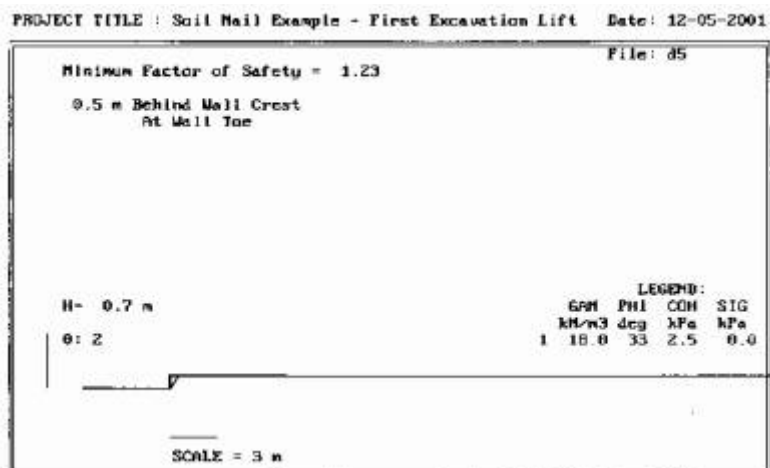 PROJECT TITLE : Soil Nail Example - First Excavation Lift Date: 12-05-2001
File: d5
Minimum Factor of Safety = 1.23
0.5 m Behind Wall Crest
At Wall Toe
LEGEND:
H= 0.7 m
GAM PHI COH SIG
kN/m3 deg kPa kPa
0: 2
1 18.0 33 2.5 0.0
SCALE = 3 m